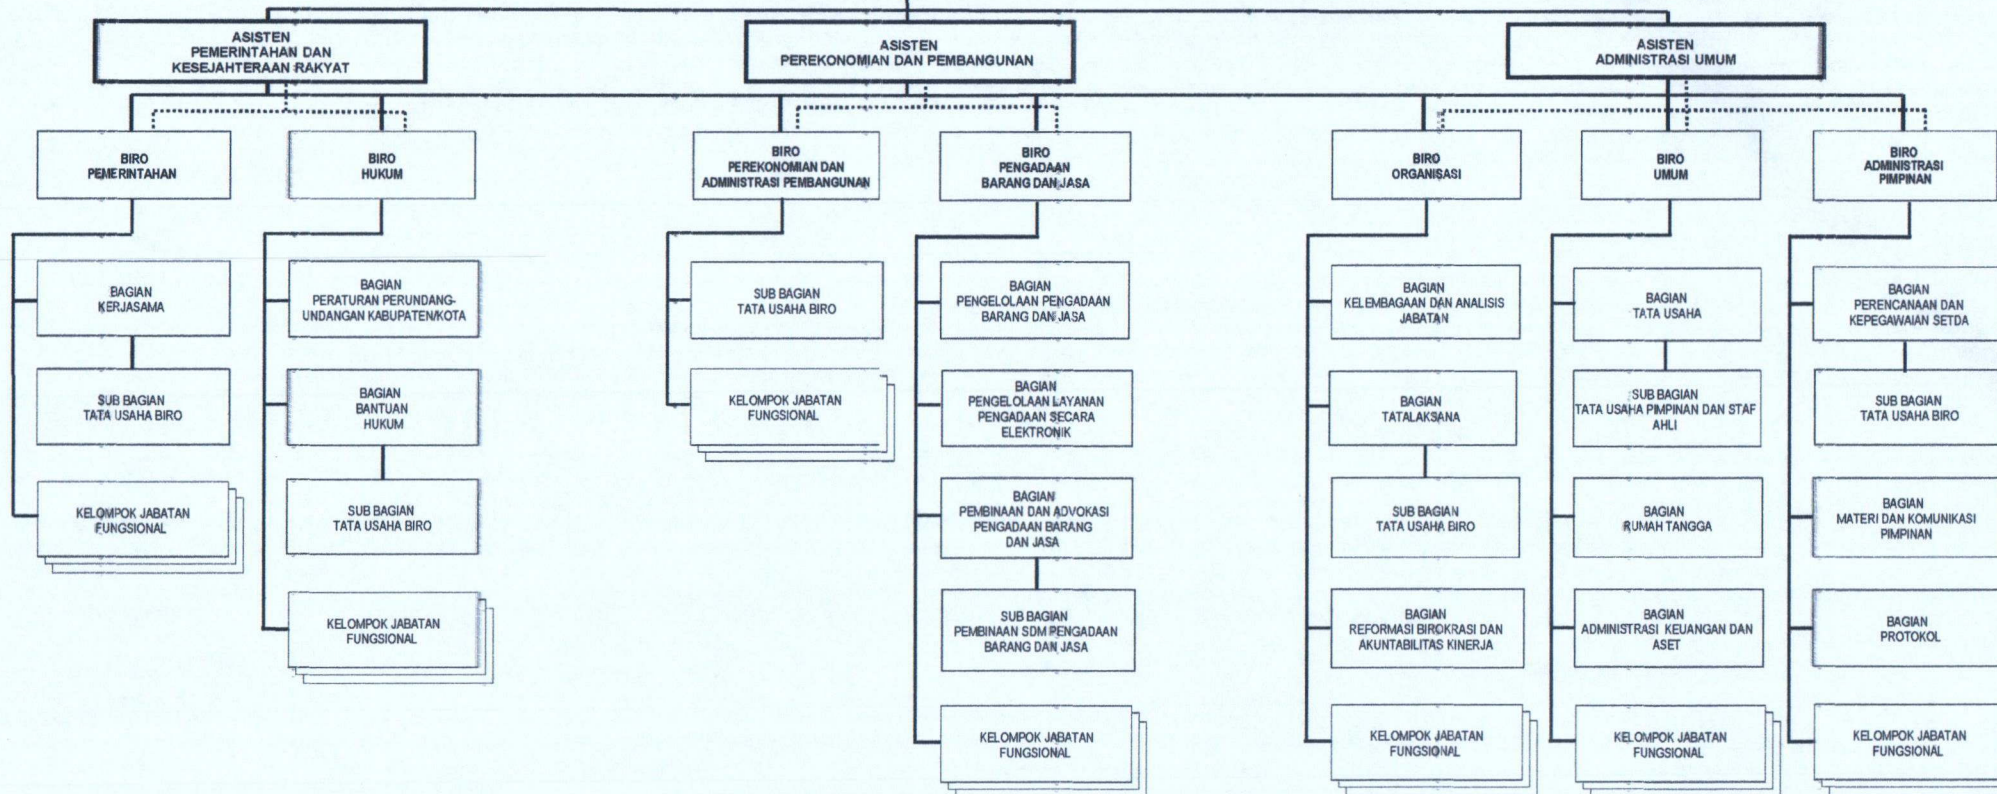 ASISTEN
PEMERINTAHAN DAN
KESEJAHTERAAN RAKYAT
ASISTEN
PEREKONOMIAN DAN PEMBANGUNAN
ASISTEN
ADMINISTRASI UMUM
BIRO
PEMERINTAHAN
BIRO
HUKUM
BIRO
PEREKONOMIAN DAN
ADMINISTRASI PEMBANGUNAN
BIRO
PENGADAAN
BARANG DAN JASA
BIRO
ORGANISASI
BIRO
UMUM
BIRO
ADMINISTRASI
PIMPINAN
BAGIAN
KERJASAMA
SUB BAGIAN
TATA USAHA BIRO
KELOMPOK JABATAN
FUNGSIONAL
BAGIAN
PERATURAN PERUNDANG-
UNDANGAN KABUPATEN/KOTA
BAGIAN
BANTUAN
HUKUM
SUB BAGIAN
TATA USAHA BIRO
KELOMPOK JABATAN
FUNGSIONAL
SUB BAGIAN
TATA USAHA BIRO
KELOMPOK JABATAN
FUNGSIONAL
BAGIAN
PENGELOLAAN PENGADAAN
BARANG DAN JASA
BAGIAN
PENGELOLAAN LAYANAN
PENGADAAN SECARA
ELEKTRONIK
BAGIAN
PEMBINAAN DAN ADVOKASI
PENGADAAN BARANG
DAN JASA
SUB BAGIAN
PEMBINAAN SDM PENGADAAN
BARANG DAN JASA
KELOMPOK JABATAN
FUNGSIONAL
BAGIAN
KELEMBAGAAN DAN ANALISIS
JABATAN
BAGIAN
TATALAKSANA
SUB BAGIAN
TATA USAHA BIRO
BAGIAN
REFORMASI BIROKRASI DAN
AKUNTABILITAS KINERJA
KELOMPOK JABATAN
FUNGSIONAL
BAGIAN
TATA USAHA
SUB BAGIAN
TATA USAHA PIMPINAN DAN STAF
AHLI
BAGIAN
RUMAH TANGGA
BAGIAN
ADMINISTRASI KEUANGAN DAN
ASET
KELOMPOK JABATAN
FUNGSIONAL
BAGIAN
PERENCANAAN DAN
KEPEGAWAIAN SETDA
SUB BAGIAN
TATA USAHA BIRO
BAGIAN
MATERI DAN KOMUNIKASI
PIMPINAN
BAGIAN
PROTOKOL
KELOMPOK JABATAN
FUNGSIONAL